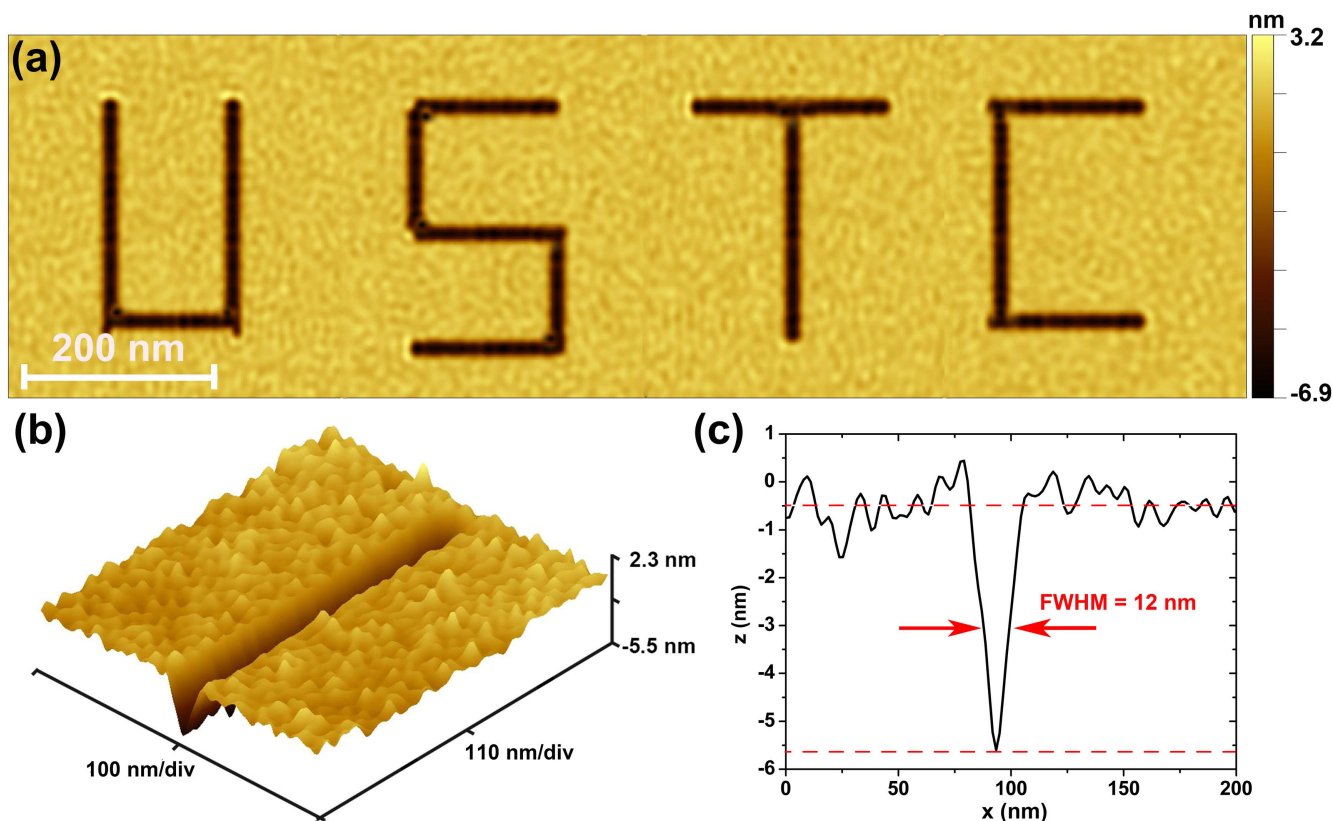 (a)
nm
3.2
-6.9
USTC
200 nm
(b)
2.3 nm
-5.5 nm
100 nm/div
110 nm/div
(c)
1
0
-1
-2
-3
-4
-5
-6
z (nm)
FWHM = 12 nm
0 50 100 150 200
x (nm)